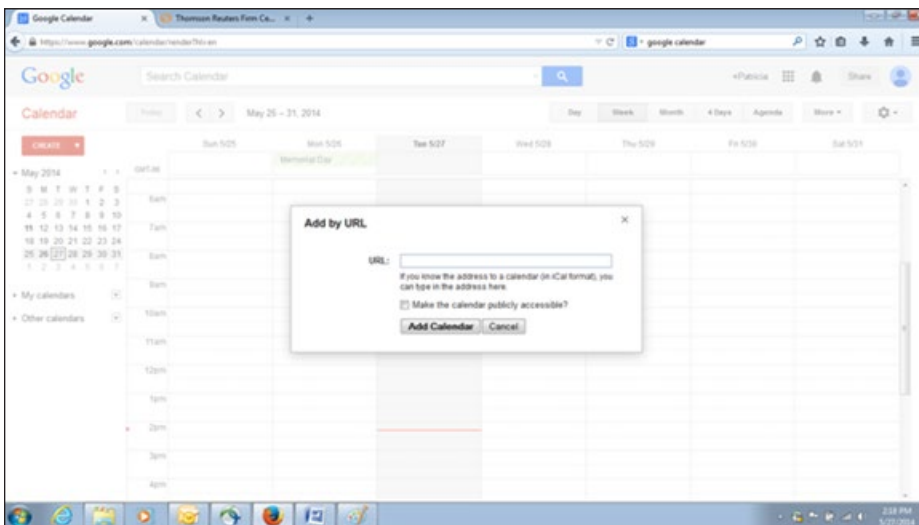 Google Calendar
Thomson Reuters Firm Ce...
https://www.google.com/calendar/render?hl=en
google calendar
Google
Search Calendar
+Patricia
Share
Calendar
Today
May 25 – 31, 2014
Day
Week
Month
4 Days
Agenda
More
CREATE
Sun 5/25
Mon 5/26
Tue 5/27
Wed 5/28
Thu 5/29
Fri 5/30
Sat 5/31
Memorial Day
May 2014
S M T W T F S
27 28 29 30 1 2 3
4 5 6 7 8 9 10
11 12 13 14 15 16 17
18 19 20 21 22 23 24
25 26 27 28 29 30 31
1 2 3 4 5 6 7
My calendars
Other calendars
6am
7am
8am
9am
10am
11am
12pm
1pm
2pm
3pm
4pm
Add by URL
URL:
If you know the address to a calendar (in iCal format), you
can type in the address here.
Make the calendar publicly accessible?
Add Calendar
Cancel
2:18 PM
5/27/2014